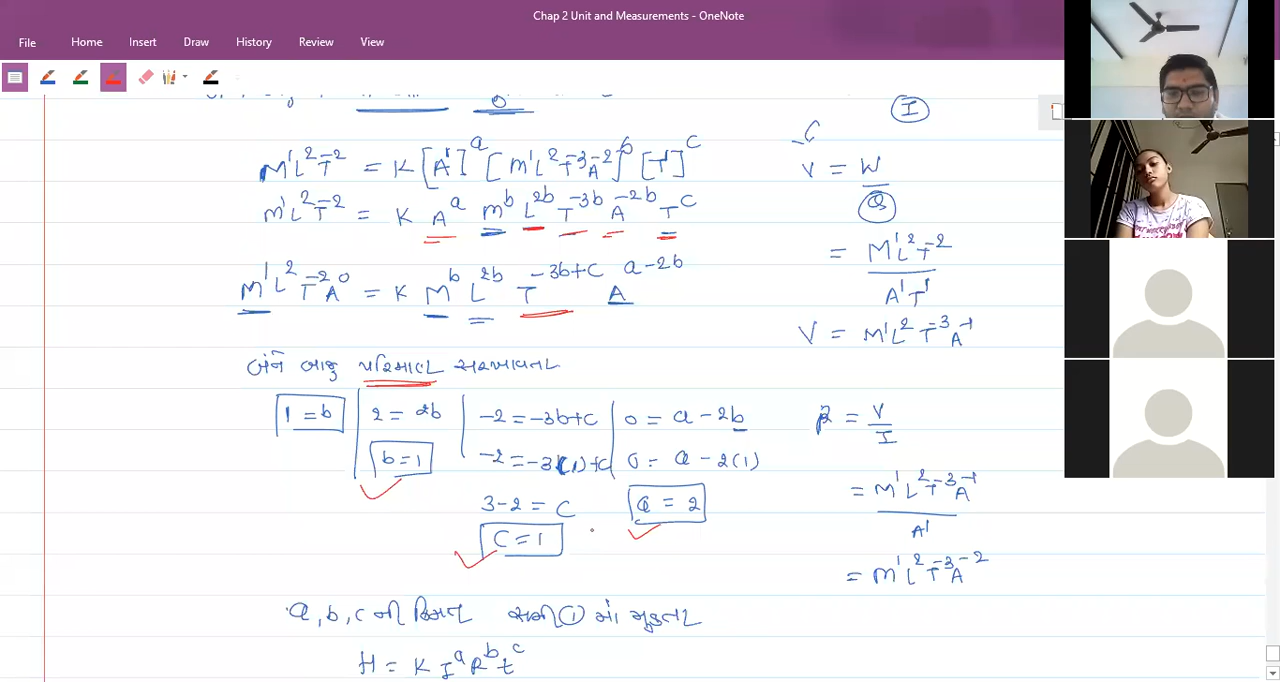 Chap 2 Unit and Measurements - OneNote
File Home Insert Draw History Review View
M¹L²T⁻² = K [A¹]ᵃ [M¹L²T⁻³A⁻²]ᵇ [T¹]ᶜ
M¹L²T⁻² = K Aᵃ Mᵇ L²ᵇ T⁻³ᵇ A⁻²ᵇ Tᶜ
M¹L²T⁻²A⁰ = K Mᵇ L²ᵇ T⁻³ᵇ⁺ᶜ Aᵃ⁻²ᵇ
બંને બાજુ પરિમાણ સરખાવતા
1 = b
2 = 2b
b = 1
-2 = -3b+c
-2 = -3(1)+c
3-2 = c
c = 1
0 = a - 2b
0 = a - 2(1)
a = 2
a, b, c ની કિંમત સમી ① માં મુકતા
H = K Iᵃ Rᵇ tᶜ
I
V = W/Q
= M¹L²T⁻²/A¹T¹
V = M¹L²T⁻³A⁻¹
R = V/I
= M¹L²T⁻³A⁻¹/A¹
= M¹L²T⁻³A⁻²